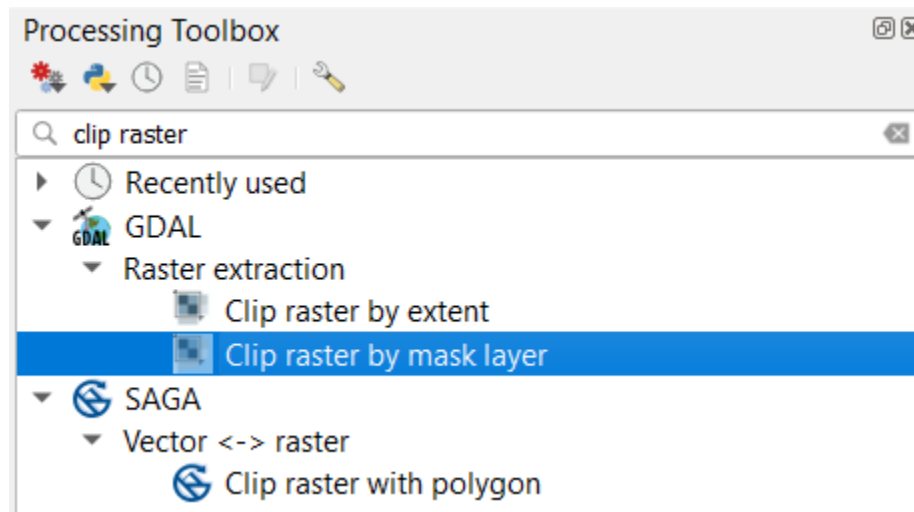 Processing Toolbox
clip raster
Recently used
GDAL GDAL
Raster extraction
Clip raster by extent
Clip raster by mask layer
SAGA
Vector <-> raster
Clip raster with polygon